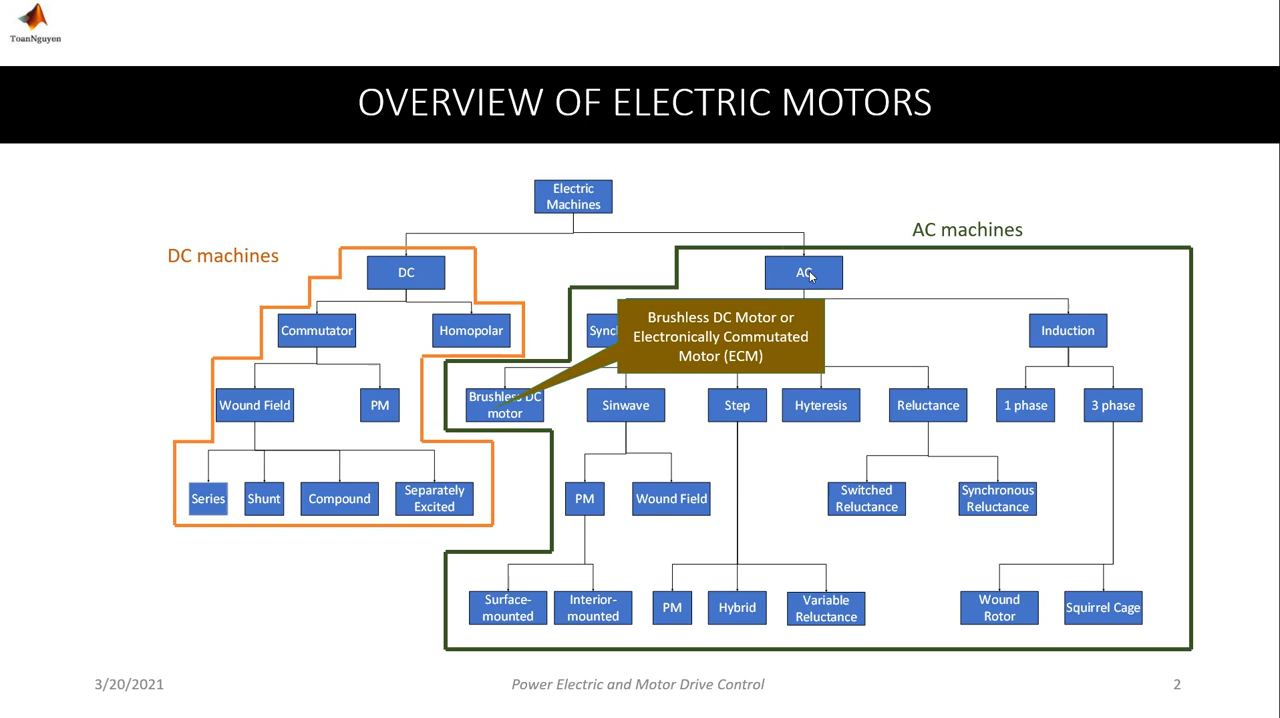 ToanNguyen
OVERVIEW OF ELECTRIC MOTORS
Electric
Machines
DC machines
AC machines
DC
AC
Commutator
Homopolar
Brushless DC Motor or
Electronically Commutated
Motor (ECM)
Induction
Wound Field
PM
Brushless DC
motor
Sinwave
Step
Hyteresis
Reluctance
1 phase
3 phase
Series
Shunt
Compound
Separately
Excited
PM
Wound Field
Switched
Reluctance
Synchronous
Reluctance
Surface-
mounted
Interior-
mounted
PM
Hybrid
Variable
Reluctance
Wound
Rotor
Squirrel Cage
3/20/2021
Power Electric and Motor Drive Control
2